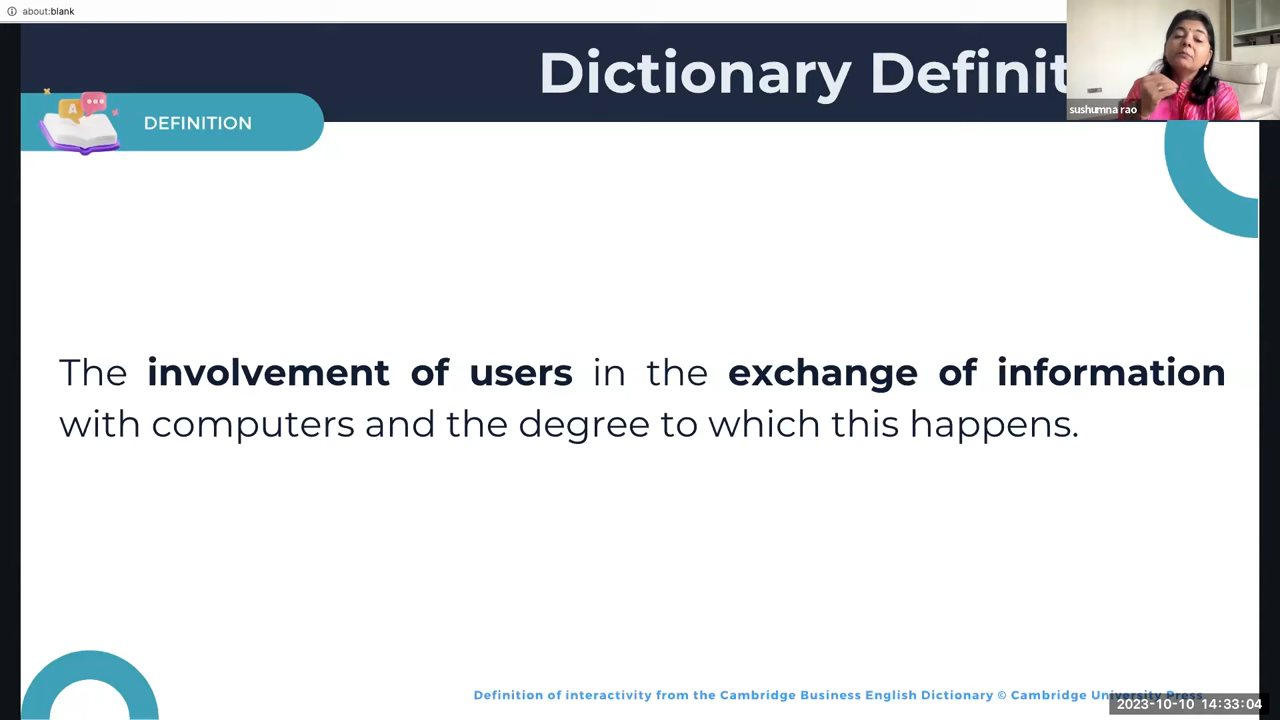 about:blank
Dictionary Definit
sushumna rao
A
DEFINITION
The involvement of users in the exchange of information
with computers and the degree to which this happens.
Definition of interactivity from the Cambridge Business English Dictionary © Cambridge University Press
2023-10-10 14:33:04